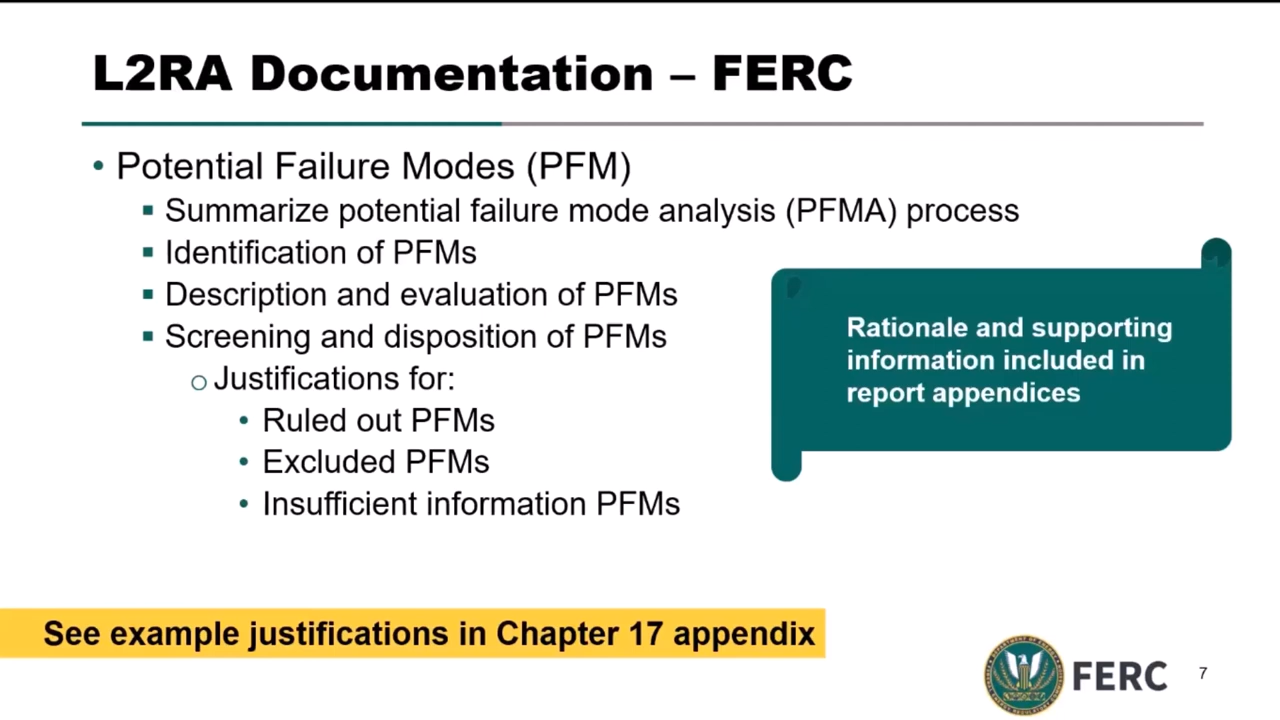 L2RA Documentation – FERC
• Potential Failure Modes (PFM)
▪ Summarize potential failure mode analysis (PFMA) process
▪ Identification of PFMs
▪ Description and evaluation of PFMs
▪ Screening and disposition of PFMs
o Justifications for:
• Ruled out PFMs
• Excluded PFMs
• Insufficient information PFMs
Rationale and supporting
information included in
report appendices
See example justifications in Chapter 17 appendix
FERC
7